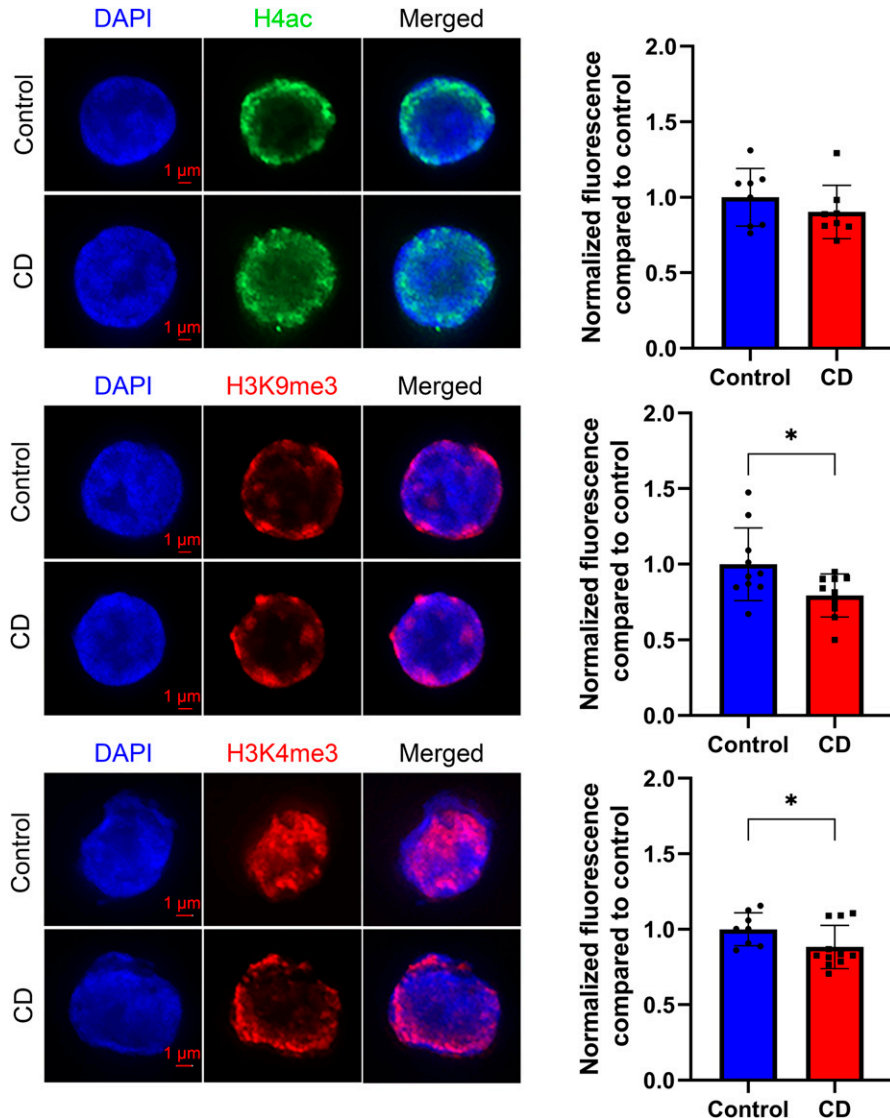 DAPI H4ac Merged
Control
1 µm
CD
1 µm
Normalized fluorescence
compared to control
2.0
1.5
1.0
0.5
0.0
Control CD
DAPI H3K9me3 Merged
Control
1 µm
CD
1 µm
Normalized fluorescence
compared to control
2.0
1.5
1.0
0.5
0.0
*
Control CD
DAPI H3K4me3 Merged
Control
1 µm
CD
1 µm
Normalized fluorescence
compared to control
2.0
1.5
1.0
0.5
0.0
*
Control CD